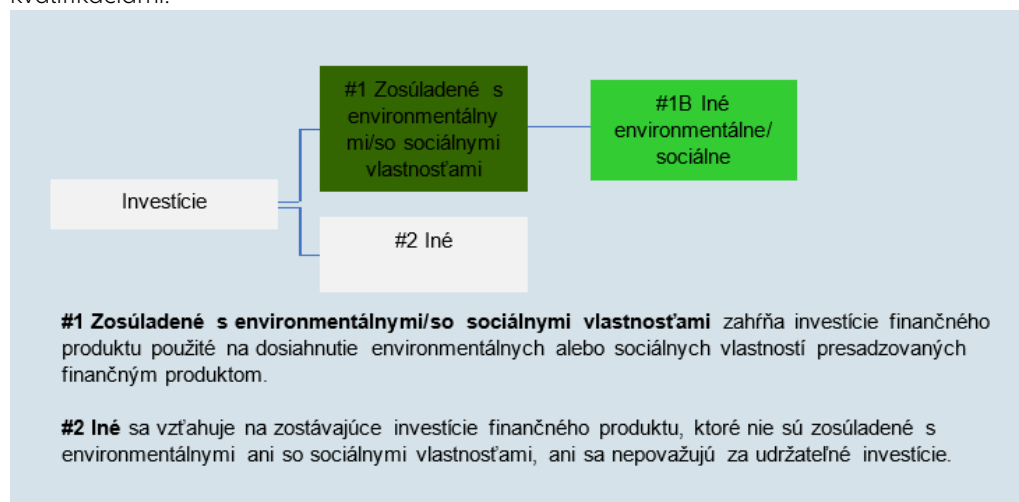 kvalifikáciami.
#1 Zosúladené s
environmentálny
mi/so sociálnymi
vlastnosťami
#1B Iné
environmentálne/
sociálne
Investície
#2 Iné
#1 Zosúladené s environmentálnymi/so sociálnymi vlastnosťami zahŕňa investície finančného
produktu použité na dosiahnutie environmentálnych alebo sociálnych vlastností presadzovaných
finančným produktom.
#2 Iné sa vzťahuje na zostávajúce investície finančného produktu, ktoré nie sú zosúladené s
environmentálnymi ani so sociálnymi vlastnosťami, ani sa nepovažujú za udržateľné investície.